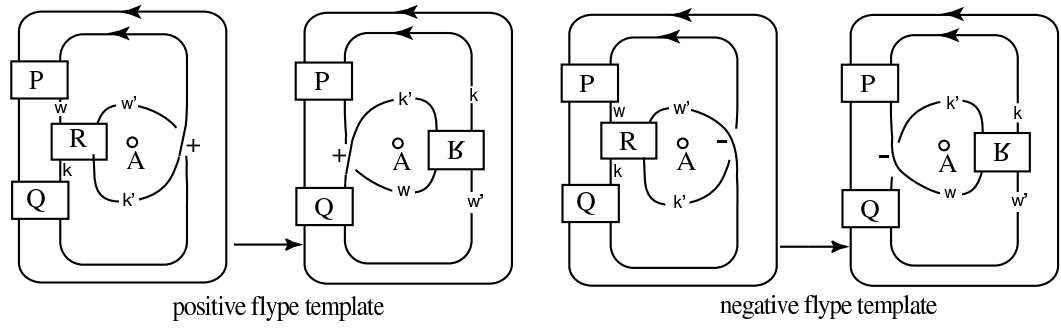 P
w w'
R A +
k k'
Q
P
k' k
+ A R
w w'
Q
positive flype template
P
w w'
R A -
k k'
Q
P
k' k
- A R
w w'
Q
negative flype template